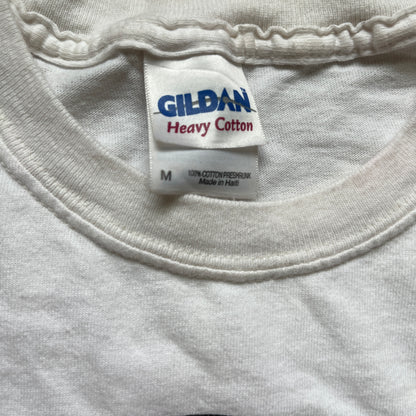 GILDAN
Heavy Cotton
M 100% COTTON PRESHRUNK
Made in Haiti